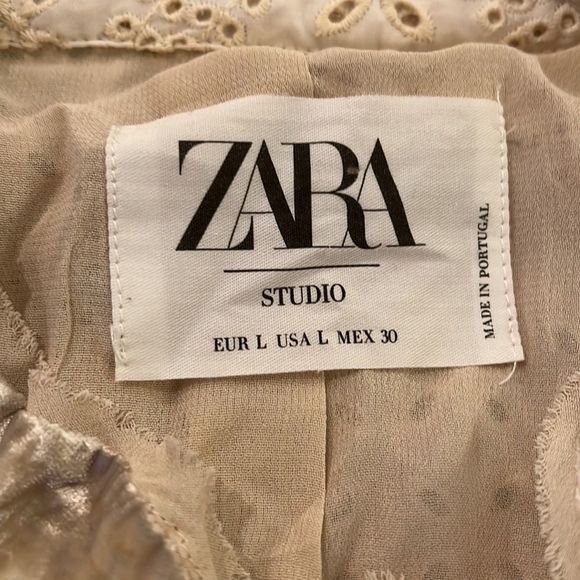 ZARA
STUDIO
EUR L USA L MEX 30
MADE IN PORTUGAL